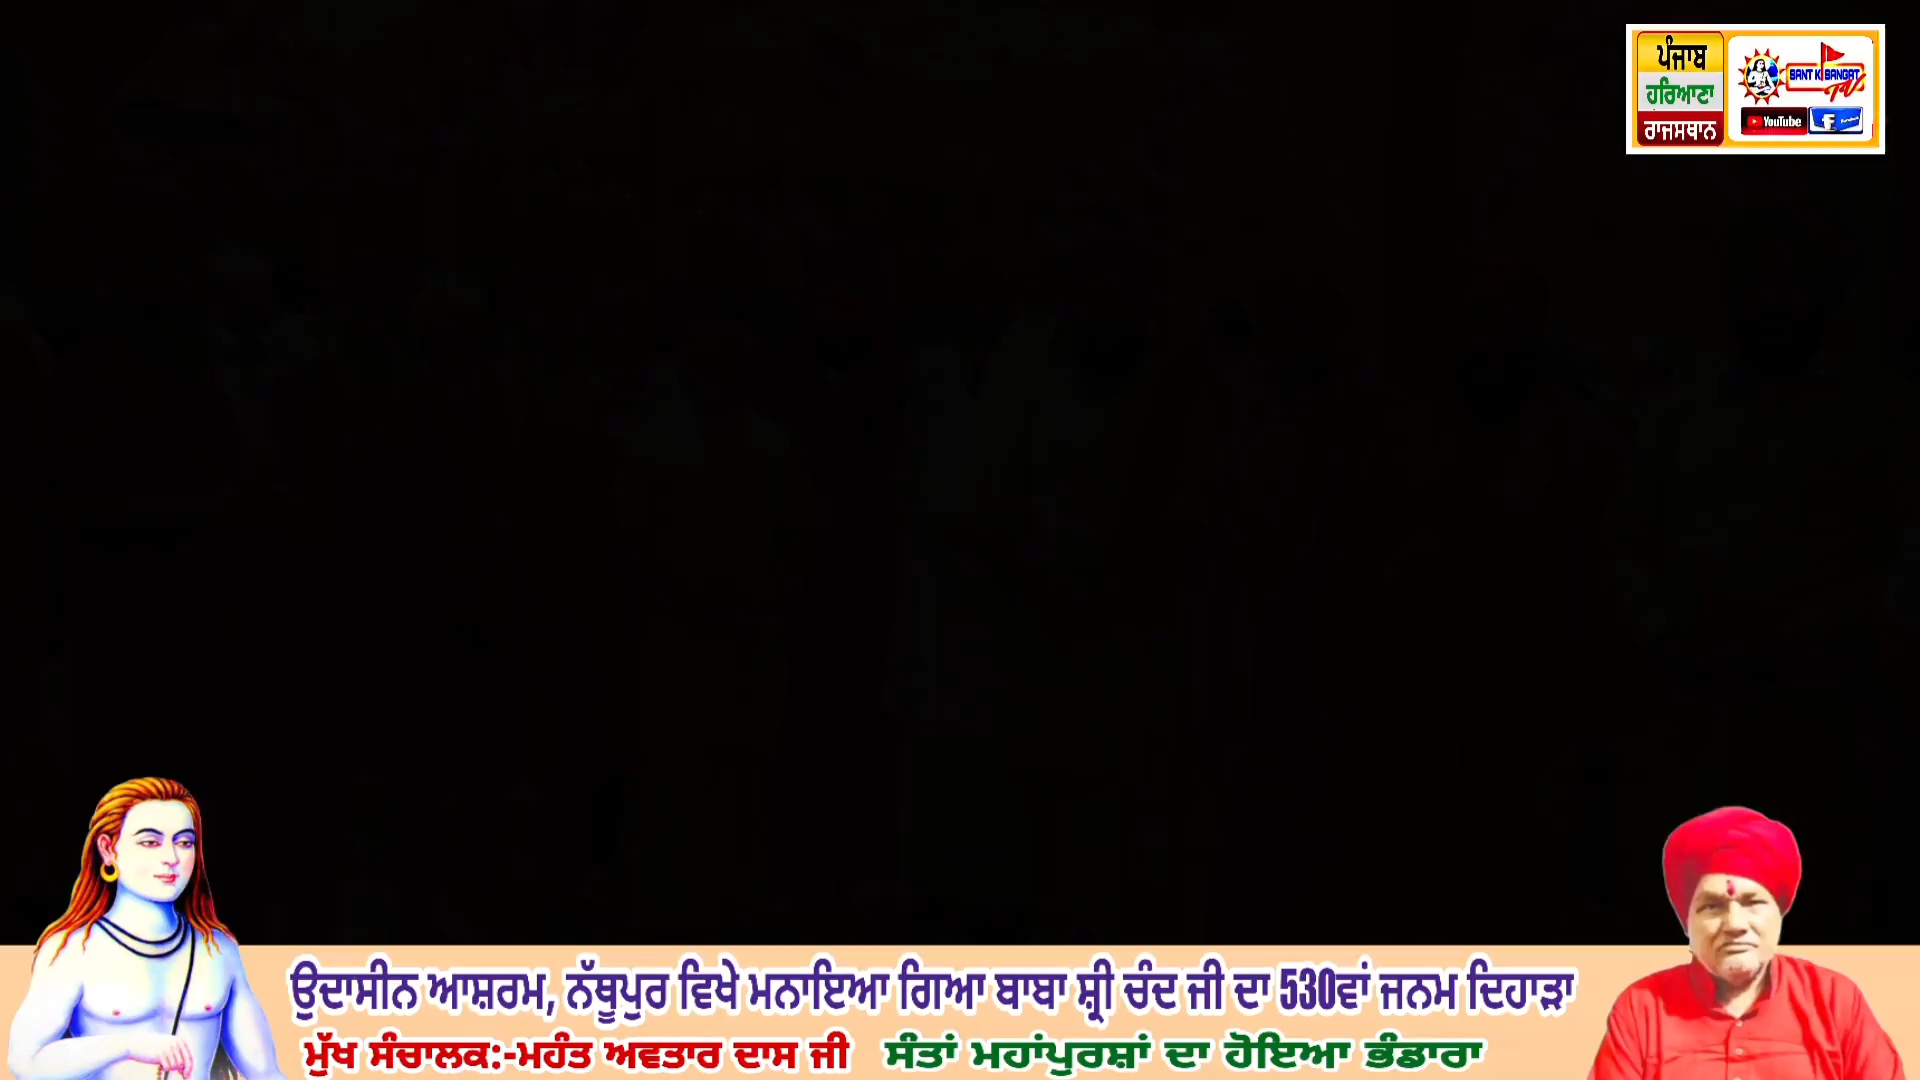 ਪੰਜਾਬ
ਹਰਿਆਣਾ
ਰਾਜਸਥਾਨ
SANT KI SANGAT
TV
YouTube
ਉਦਾਸੀਨ ਆਸ਼ਰਮ, ਨੱਥੂਪੁਰ ਵਿਖੇ ਮਨਾਇਆ ਗਿਆ ਬਾਬਾ ਸ਼੍ਰੀ ਚੰਦ ਜੀ ਦਾ 530ਵਾਂ ਜਨਮ ਦਿਹਾੜਾ
ਮੁੱਖ ਸੰਚਾਲਕ:-ਮਹੰਤ ਅਵਤਾਰ ਦਾਸ ਜੀ ਸੰਤਾਂ ਮਹਾਂਪੁਰਸ਼ਾਂ ਦਾ ਹੋਇਆ ਭੰਡਾਰਾ